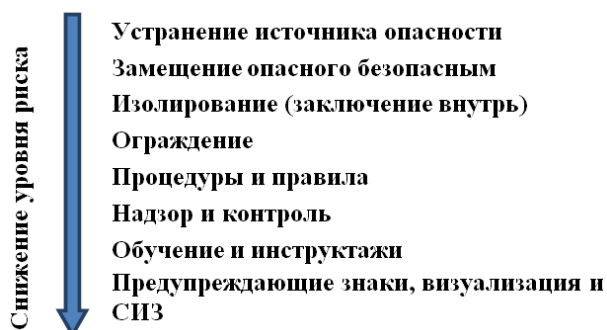 Снижение уровня риска
Устранение источника опасности
Замещение опасного безопасным
Изолирование (заключение внутрь)
Ограждение
Процедуры и правила
Надзор и контроль
Обучение и инструктажи
Предупреждающие знаки, визуализация и
СИЗ